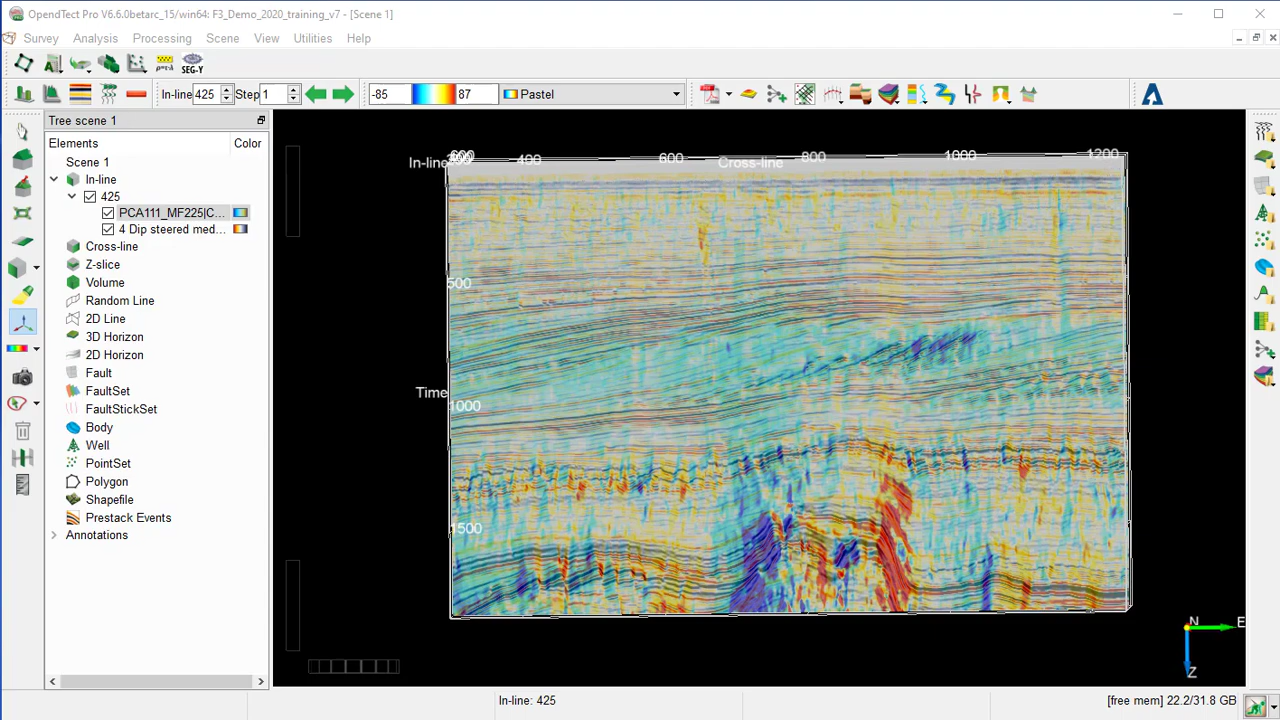 OpendTect Pro V6.6.0betarc_15/win64: F3_Demo_2020_training_v7 - [Scene 1]
Survey Analysis Processing Scene View Utilities Help
SEG-Y
In-line 425 Step 1 -85 87 Pastel
Tree scene 1
Elements Color
Scene 1
In-line
425
PCA111_MF225|C...
4 Dip steered med...
Cross-line
Z-slice
Volume
Random Line
2D Line
3D Horizon
2D Horizon
Fault
FaultSet
FaultStickSet
Body
Well
PointSet
Polygon
Shapefile
Prestack Events
Annotations
In-line 400 600 Cross-line 800 1000 1200
500
Time
1000
1500
N
E
Z
In-line: 425
[free mem] 22.2/31.8 GB